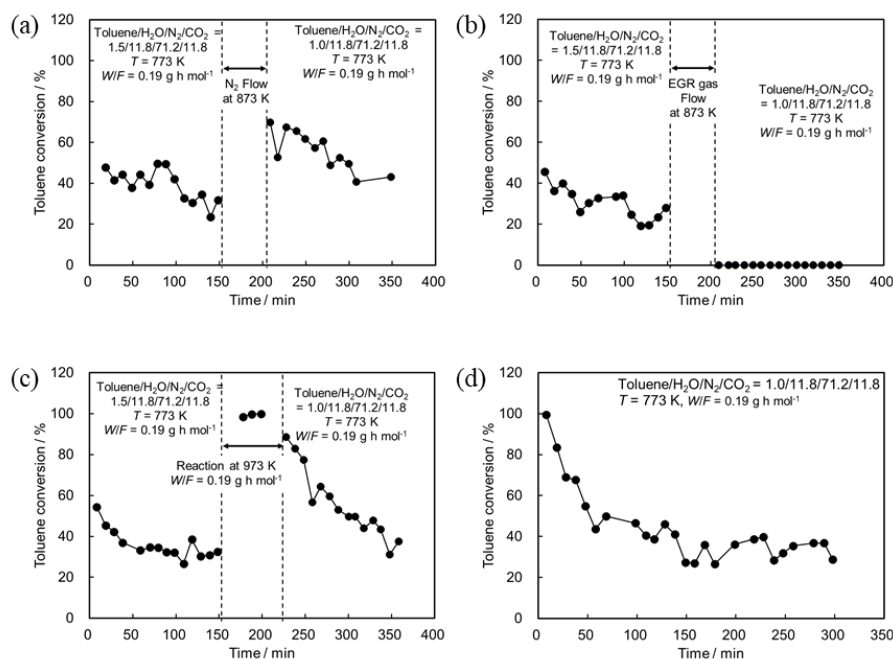 (a)
120
100
80
60
40
20
0
Toluene conversion / %
Toluene/H2O/N2/CO2 =
1.5/11.8/71.2/11.8
T = 773 K
W/F = 0.19 g h mol-1
N2 Flow
at 873 K
Toluene/H2O/N2/CO2 =
1.0/11.8/71.2/11.8
T = 773 K
W/F = 0.19 g h mol-1
0 50 100 150 200 250 300 350 400
Time / min
(b)
120
100
80
60
40
20
0
Toluene conversion / %
Toluene/H2O/N2/CO2
= 1.5/11.8/71.2/11.8
T = 773 K
W/F = 0.19 g h mol-1
EGR gas
Flow
at 873 K
Toluene/H2O/N2/CO2
= 1.0/11.8/71.2/11.8
T = 773 K
W/F = 0.19 g h mol-1
0 50 100 150 200 250 300 350 400
Time / min
(c)
120
100
80
60
40
20
0
Toluene conversion / %
Toluene/H2O/N2/CO2 =
1.5/11.8/71.2/11.8
T = 773 K
W/F = 0.19 g h mol-1
Reaction at 973 K
W/F = 0.19 g h mol-1
Toluene/H2O/N2/CO2
= 1.0/11.8/71.2/11.8
T = 773 K
W/F = 0.19 g h mol-1
0 50 100 150 200 250 300 350 400
Time / min
(d)
120
100
80
60
40
20
0
Toluene conversion / %
Toluene/H2O/N2/CO2 = 1.0/11.8/71.2/11.8
T = 773 K, W/F = 0.19 g h mol-1
0 50 100 150 200 250 300 350
Time / min